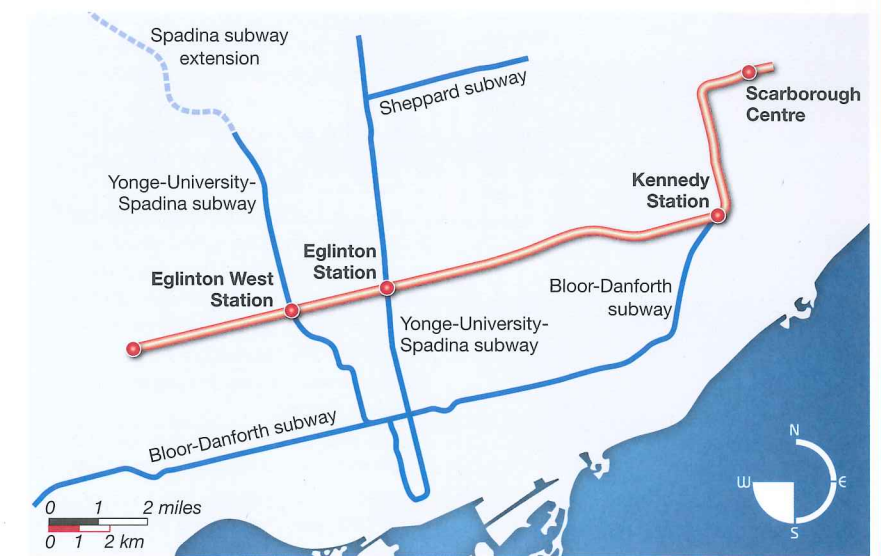 Spadina subway
extension
Sheppard subway
Scarborough
Centre
Yonge-University-
Spadina subway
Kennedy
Station
Eglinton
Station
Eglinton West
Station
Bloor-Danforth
subway
Yonge-University-
Spadina subway
Bloor-Danforth subway
N
W E
S
0 1 2 miles
0 1 2 km